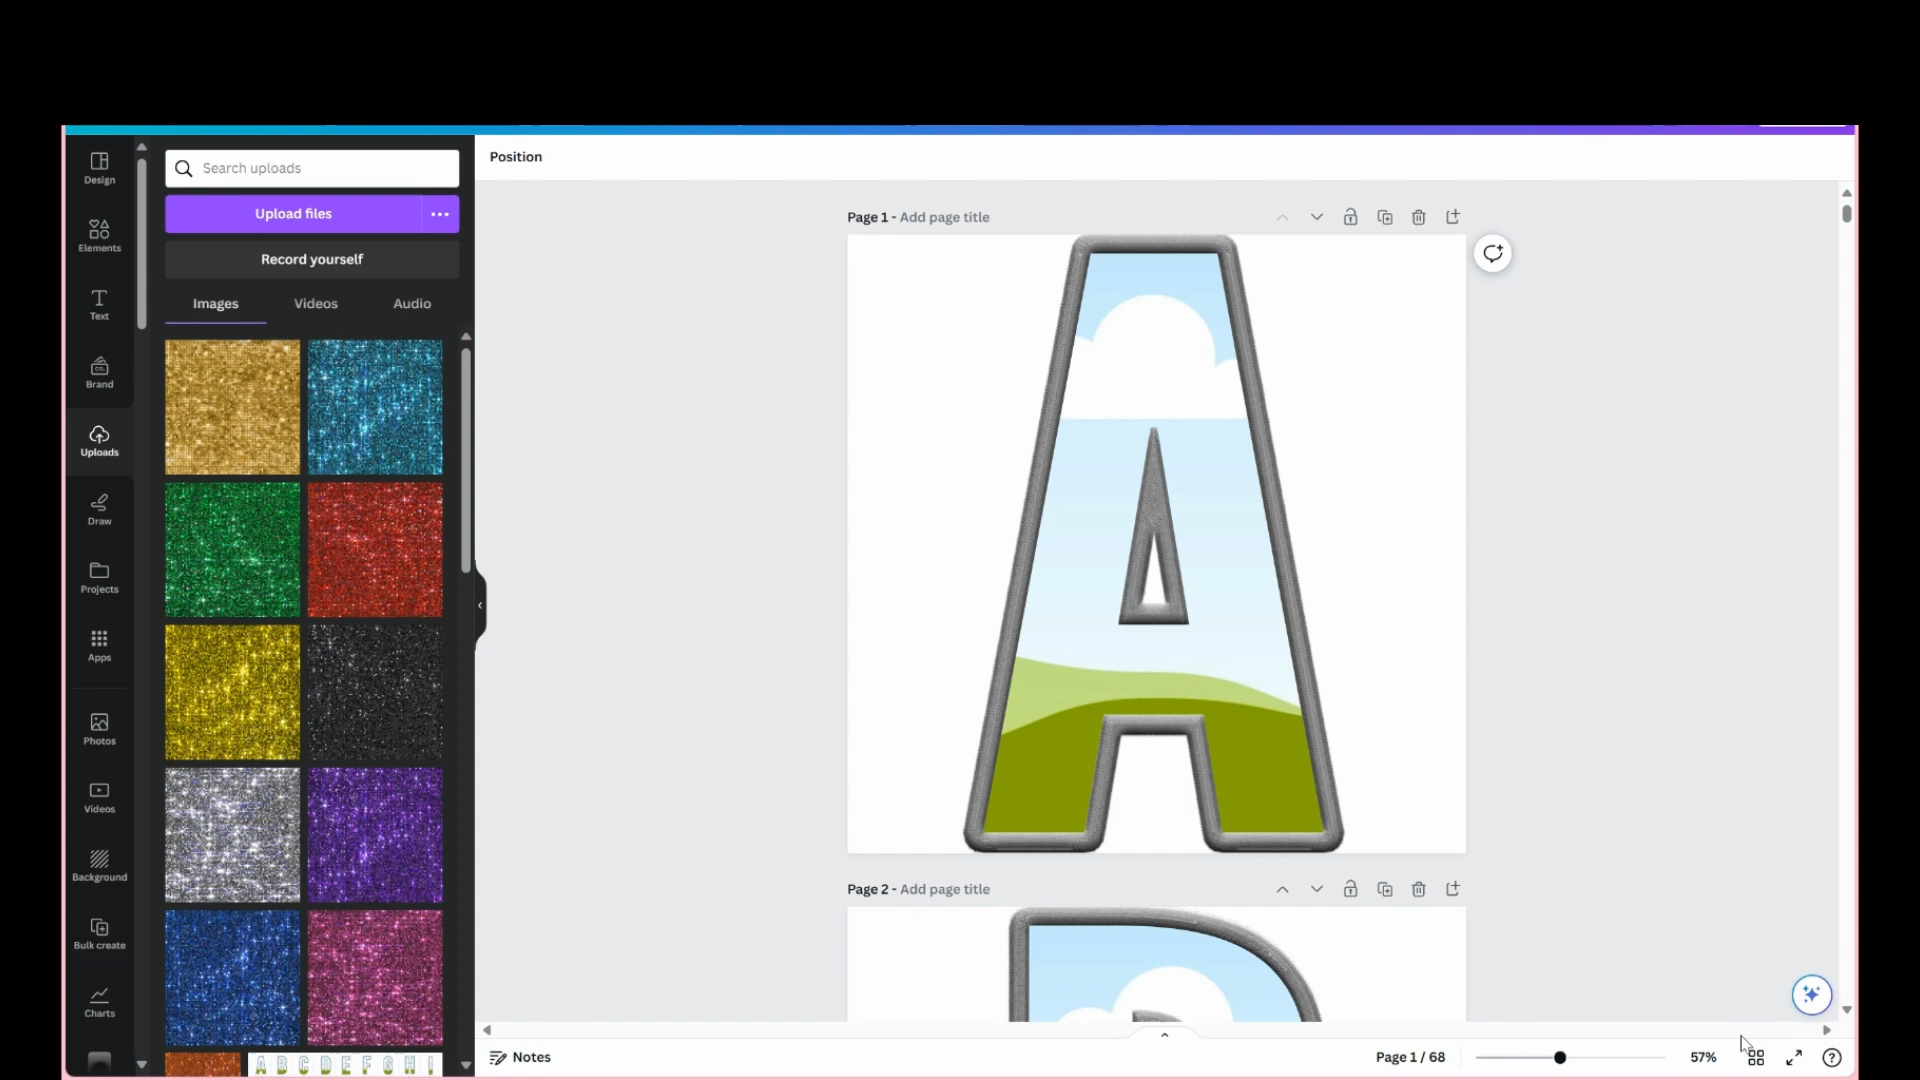 Design
Elements
Text
Brand
Uploads
Draw
Projects
Apps
Photos
Videos
Background
Bulk create
Charts
Search uploads
Upload files
Record yourself
Images Videos Audio
A B C D E F G H I
Position
Page 1 - Add page title
A
Page 2 - Add page title
Notes
Page 1 / 68
57%